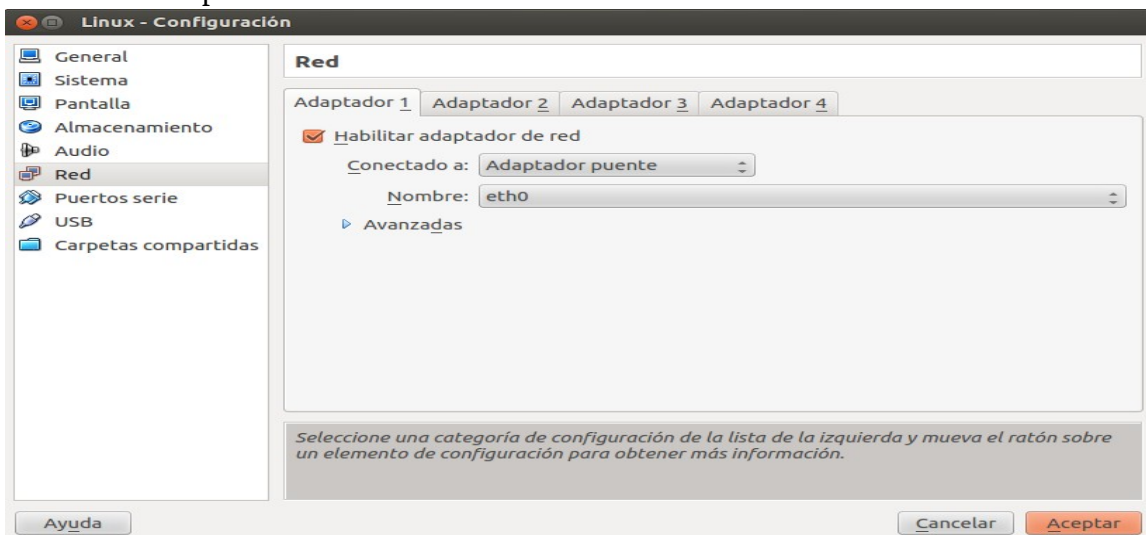 Linux - Configuración
General
Sistema
Pantalla
Almacenamiento
Audio
Red
Puertos serie
USB
Carpetas compartidas
Red
Adaptador 1 Adaptador 2 Adaptador 3 Adaptador 4
Habilitar adaptador de red
Conectado a: Adaptador puente
Nombre: eth0
Avanzadas
Seleccione una categoría de configuración de la lista de la izquierda y mueva el ratón sobre
un elemento de configuración para obtener más información.
Ayuda Cancelar Aceptar